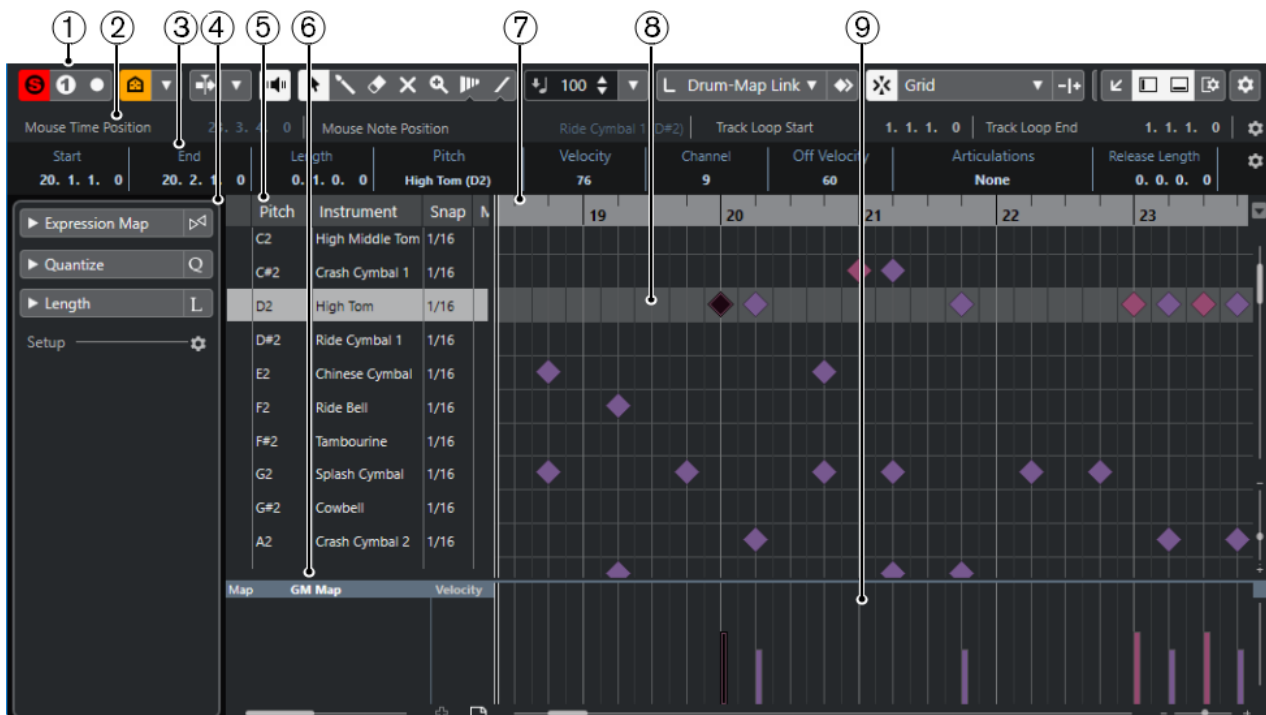 1 2 3 4 5 6 7 8 9
S 1 100 L Drum-Map Link Grid
Mouse Time Position 23. 3. 4. 0 Mouse Note Position Ride Cymbal 1 (D#2) Track Loop Start 1. 1. 1. 0 Track Loop End 1. 1. 1. 0
Start End Length Pitch Velocity Channel Off Velocity Articulations Release Length
20. 1. 1. 0 20. 2. 1. 0 0. 1. 0. 0 High Tom (D2) 76 9 60 None 0. 0. 0. 0
Expression Map
Quantize Q
Length L
Setup
Pitch Instrument Snap M 19 20 21 22 23
C2 High Middle Tom 1/16
C#2 Crash Cymbal 1 1/16
D2 High Tom 1/16
D#2 Ride Cymbal 1 1/16
E2 Chinese Cymbal 1/16
F2 Ride Bell 1/16
F#2 Tambourine 1/16
G2 Splash Cymbal 1/16
G#2 Cowbell 1/16
A2 Crash Cymbal 2 1/16
Map GM Map Velocity